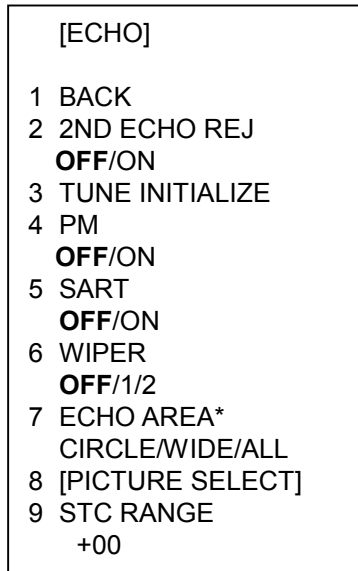 [ECHO]
1 BACK
2 2ND ECHO REJ
OFF/ON
3 TUNE INITIALIZE
4 PM
OFF/ON
5 SART
OFF/ON
6 WIPER
OFF/1/2
7 ECHO AREA*
CIRCLE/WIDE/ALL
8 [PICTURE SELECT]
9 STC RANGE
+00